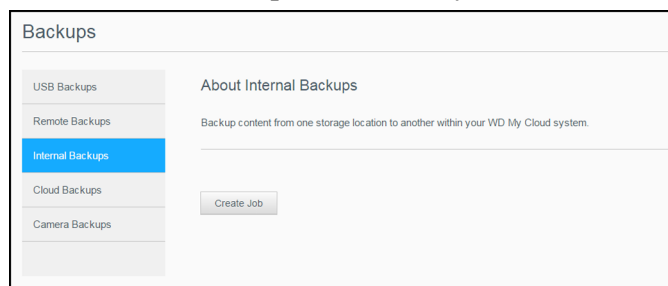 Backups
USB Backups
Remote Backups
Internal Backups
Cloud Backups
Camera Backups
About Internal Backups
Backup content from one storage location to another within your WD My Cloud system.
Create Job